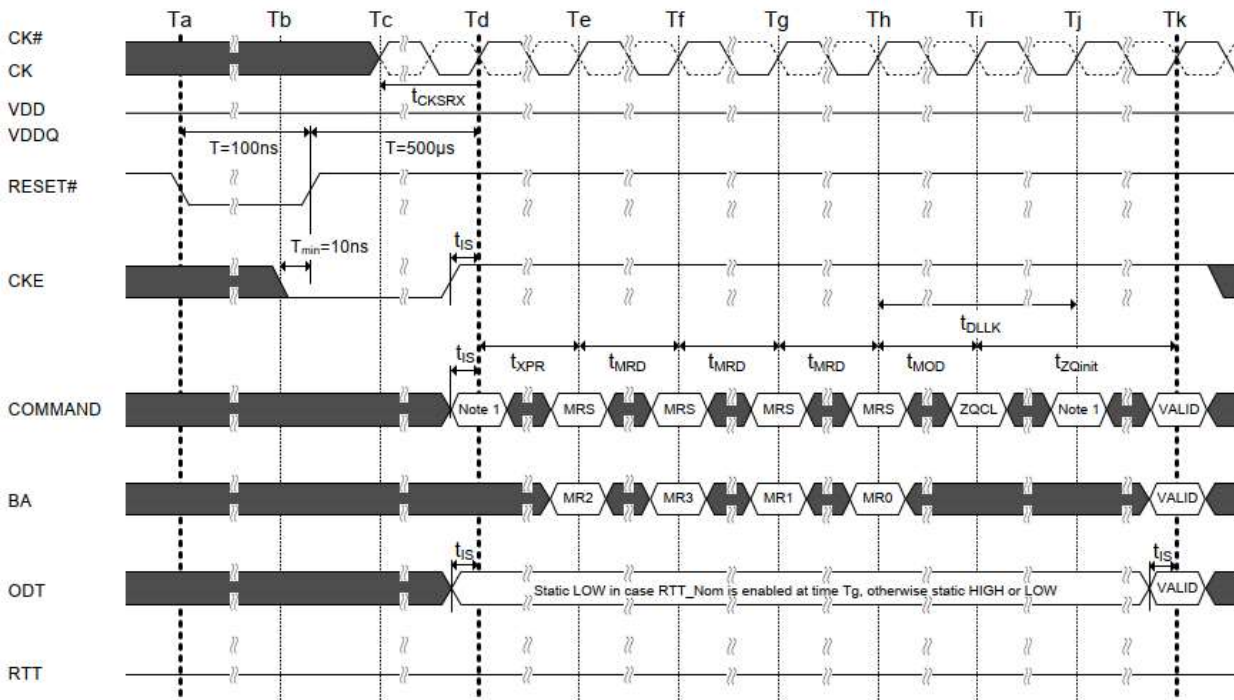 Ta Tb Tc Td Te Tf Tg Th Ti Tj Tk
CK#
CK
tCKSRX
VDD
VDDQ
T=100ns T=500µs
RESET#
Tmin=10ns tIS
CKE
tDLLK
tIS tXPR tMRD tMRD tMRD tMOD tZQinit
COMMAND Note 1 MRS MRS MRS MRS ZQCL Note 1 VALID
BA MR2 MR3 MR1 MR0 VALID
tIS tIS
ODT Static LOW in case RTT_Nom is enabled at time Tg, otherwise static HIGH or LOW VALID
RTT